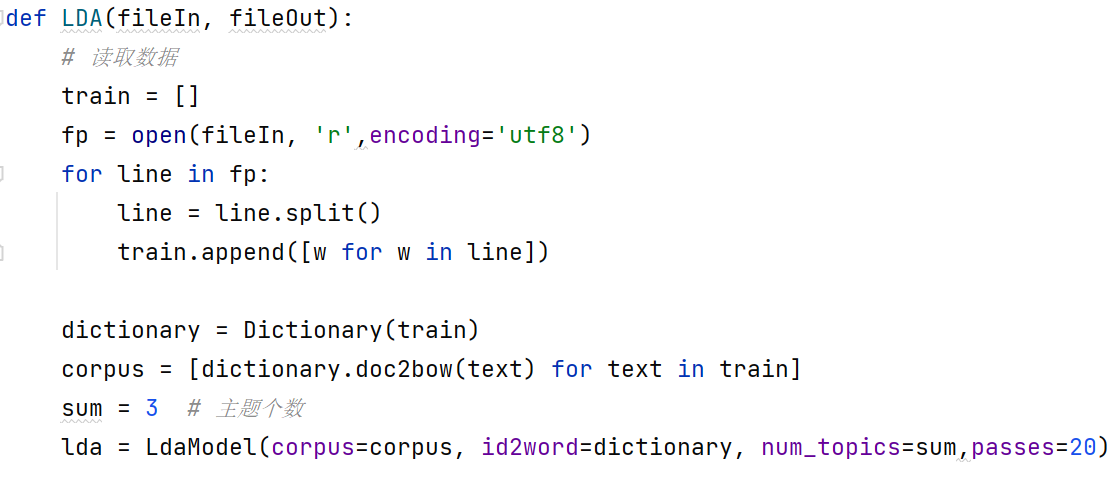 def LDA(fileIn, fileOut):
    # 读取数据
    train = []
    fp = open(fileIn, 'r',encoding='utf8')
    for line in fp:
        line = line.split()
        train.append([w for w in line])

    dictionary = Dictionary(train)
    corpus = [dictionary.doc2bow(text) for text in train]
    sum = 3  # 主题个数
    lda = LdaModel(corpus=corpus, id2word=dictionary, num_topics=sum,passes=20)